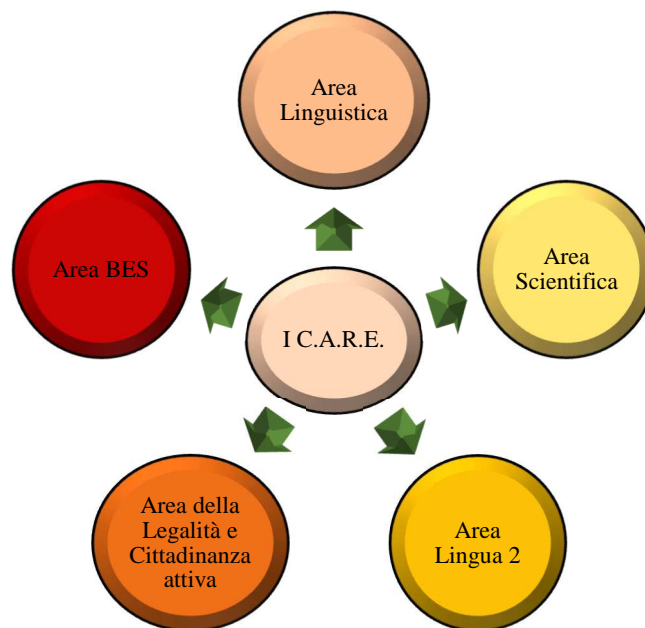 Area
Linguistica
Area BES
Area
Scientifica
I C.A.R.E.
Area della
Legalità e
Cittadinanza
attiva
Area
Lingua 2